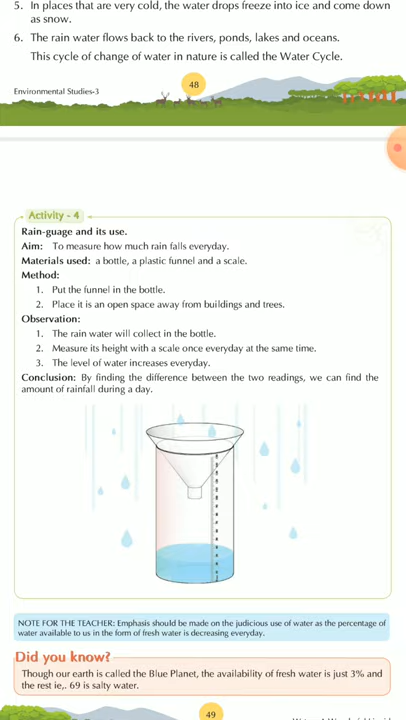 5. In places that are very cold, the water drops freeze into ice and come down
as snow.
6. The rain water flows back to the rivers, ponds, lakes and oceans.
This cycle of change of water in nature is called the Water Cycle.
Environmental Studies-3
48
Activity - 4
Rain-guage and its use.
Aim: To measure how much rain falls everyday.
Materials used: a bottle, a plastic funnel and a scale.
Method:
1. Put the funnel in the bottle.
2. Place it is an open space away from buildings and trees.
Observation:
1. The rain water will collect in the bottle.
2. Measure its height with a scale once everyday at the same time.
3. The level of water increases everyday.
Conclusion: By finding the difference between the two readings, we can find the
amount of rainfall during a day.
NOTE FOR THE TEACHER: Emphasis should be made on the judicious use of water as the percentage of
water available to us in the form of fresh water is decreasing everyday.
Did you know?
Though our earth is called the Blue Planet, the availability of fresh water is just 3% and
the rest ie,. 69 is salty water.
49